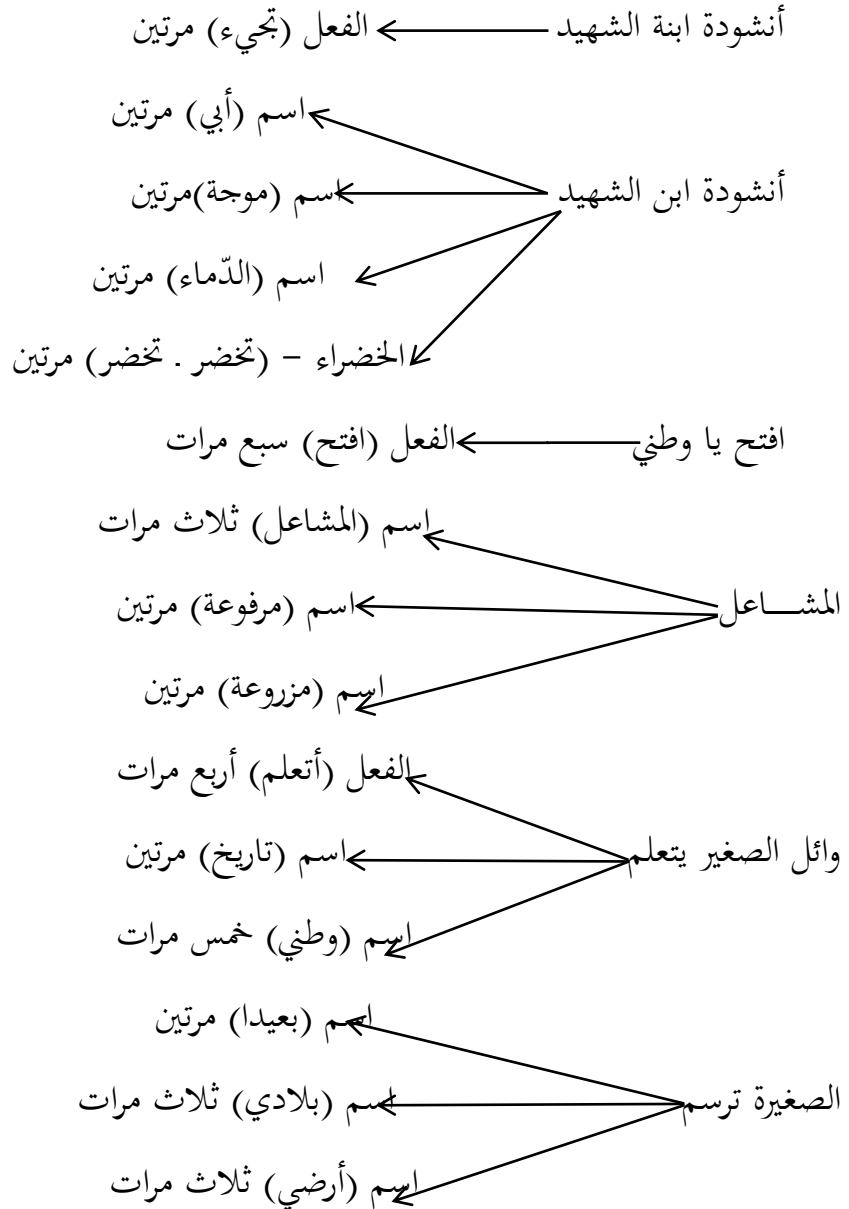 أنشودة ابنة الشهيد الفعل (تجيء) مرتين
اسم (أبي) مرتين
أنشودة ابن الشهيد اسم (موجة)مرتين
اسم (الدّماء) مرتين
الخضراء – (تخضر . تخضر) مرتين
افتح يا وطني الفعل (افتح) سبع مرات
اسم (المشاعل) ثلاث مرات
المشـــاعل اسم (مرفوعة) مرتين
اسم (مزروعة) مرتين
الفعل (أتعلم) أربع مرات
وائل الصغير يتعلم اسم (تاريخ) مرتين
اسم (وطني) خمس مرات
اسم (بعيدا) مرتين
الصغيرة ترسم اسم (بلادي) ثلاث مرات
اسم (أرضي) ثلاث مرات